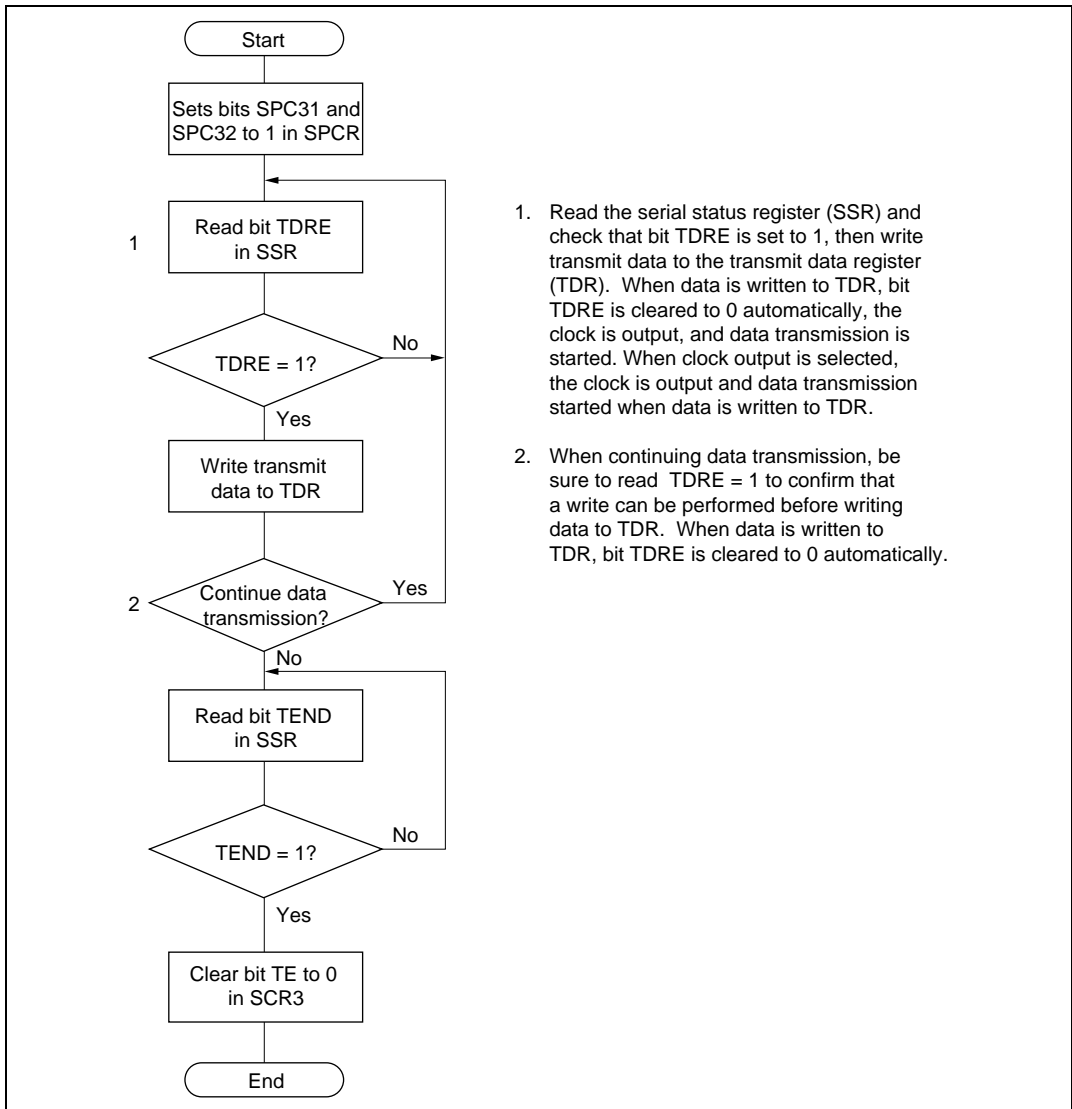 Start
Sets bits SPC31 and
SPC32 to 1 in SPCR
1
Read bit TDRE
in SSR
TDRE = 1?
No
Yes
Write transmit
data to TDR
2
Continue data
transmission?
Yes
No
Read bit TEND
in SSR
TEND = 1?
No
Yes
Clear bit TE to 0
in SCR3
End
1. Read the serial status register (SSR) and
check that bit TDRE is set to 1, then write
transmit data to the transmit data register
(TDR). When data is written to TDR, bit
TDRE is cleared to 0 automatically, the
clock is output, and data transmission is
started. When clock output is selected,
the clock is output and data transmission
started when data is written to TDR.
2. When continuing data transmission, be
sure to read TDRE = 1 to confirm that
a write can be performed before writing
data to TDR. When data is written to
TDR, bit TDRE is cleared to 0 automatically.